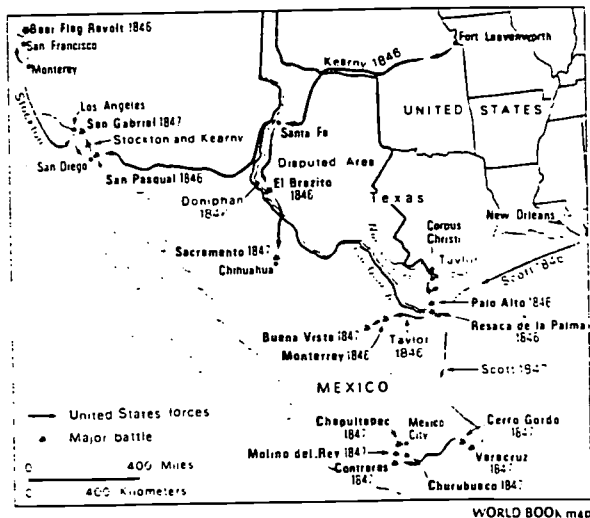 Bear Flag Revolt 1846
San Francisco
Monterey
Stockton
Los Angeles
San Gabriel 1847
Stockton and Kearny
San Diego
San Pasqual 1846
Kearny 1846
Fort Leavenworth
UNITED STATES
Santa Fe
Disputed Area
El Brazito
1846
Doniphan
1846
Texas
Sacramento 1847
Chihuahua
New Orleans
Corpus
Christi
Taylor
Scott 1846
Palo Alto 1846
Resaca de la Palma
1846
Buena Vista 1847
Monterrey 1846
Taylor
1846
Scott 1847
MEXICO
United States forces
Major battle
0 400 Miles
0 400 Kilometers
Chapultepec
1847
Mexico
City
Molino del Rey 1847
Contreras
1847
Cerro Gordo
1847
Veracruz
1847
Churubusco 1847
WORLD BOOK map